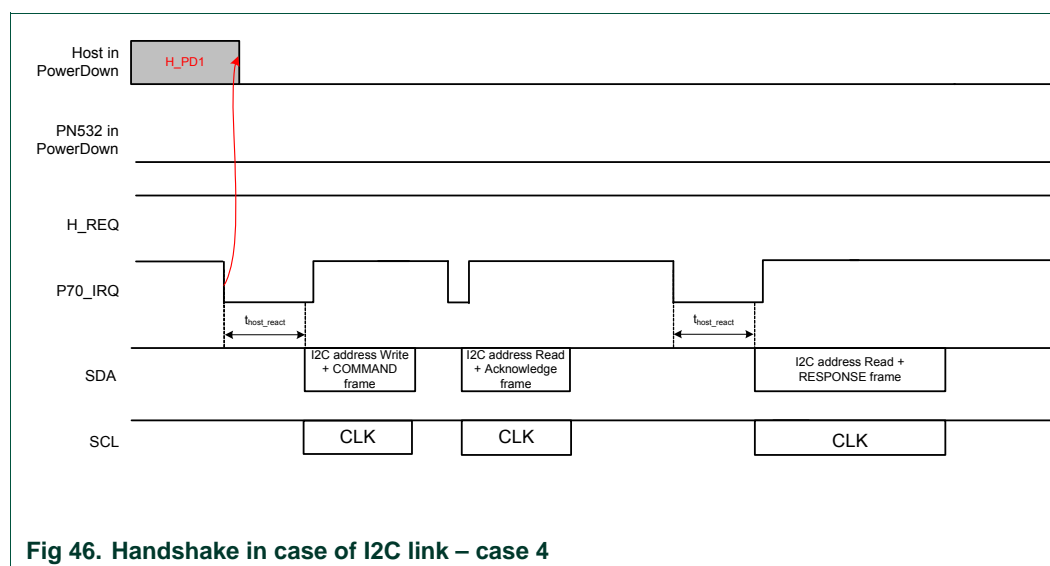 Host in
PowerDown
H_PD1
PN532 in
PowerDown
H_REQ
P70_IRQ
thost_react
thost_react
SDA
I2C address Write
+ COMMAND
frame
I2C address Read
+ Acknowledge
frame
I2C address Read +
RESPONSE frame
SCL
CLK
CLK
CLK
Fig 46. Handshake in case of I2C link – case 4